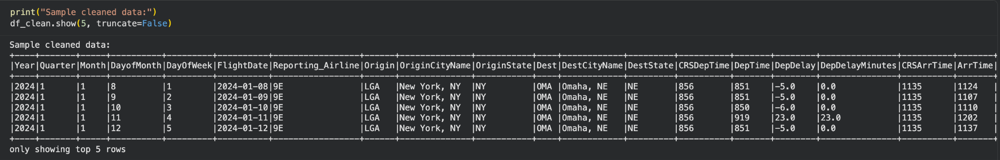 print("Sample cleaned data:")
df_clean.show(5, truncate=False)
Sample cleaned data:
+----+-------+-----+----------+---------+----------+-----------------+------+--------------+-----------+----+------------+---------+----------+-------+--------+---------------+----------+-------+
|Year|Quarter|Month|DayofMonth|DayOfWeek|FlightDate|Reporting_Airline|Origin|OriginCityName|OriginState|Dest|DestCityName|DestState|CRSDepTime|DepTime|DepDelay|DepDelayMinutes|CRSArrTime|ArrTime|
+----+-------+-----+----------+---------+----------+-----------------+------+--------------+-----------+----+------------+---------+----------+-------+--------+---------------+----------+-------+
|2024|1      |1    |8         |1        |2024-01-08|9E               |LGA   |New York, NY  |NY         |OMA |Omaha, NE   |NE       |856       |851    |-5.0    |0.0            |1135      |1124   |
|2024|1      |1    |9         |2        |2024-01-09|9E               |LGA   |New York, NY  |NY         |OMA |Omaha, NE   |NE       |856       |851    |-5.0    |0.0            |1135      |1107   |
|2024|1      |1    |10        |3        |2024-01-10|9E               |LGA   |New York, NY  |NY         |OMA |Omaha, NE   |NE       |856       |850    |-6.0    |0.0            |1135      |1110   |
|2024|1      |1    |11        |4        |2024-01-11|9E               |LGA   |New York, NY  |NY         |OMA |Omaha, NE   |NE       |856       |919    |23.0    |23.0           |1135      |1202   |
|2024|1      |1    |12        |5        |2024-01-12|9E               |LGA   |New York, NY  |NY         |OMA |Omaha, NE   |NE       |856       |851    |-5.0    |0.0            |1135      |1137   |
+----+-------+-----+----------+---------+----------+-----------------+------+--------------+-----------+----+------------+---------+----------+-------+--------+---------------+----------+-------+
only showing top 5 rows